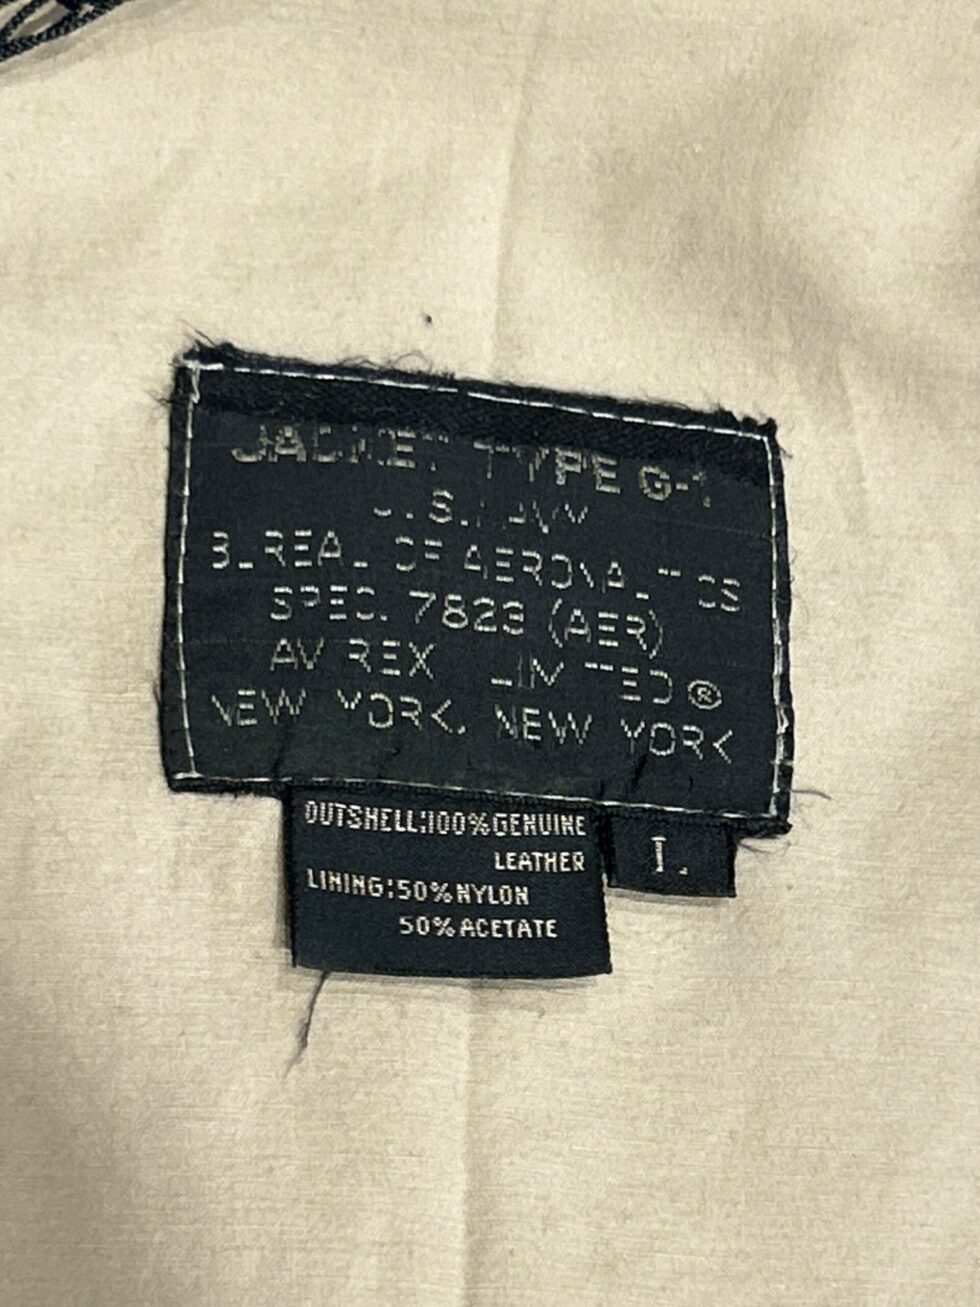 JACKET TYPE G-1
U.S. NAVY
BUREAU OF AERONAUTICS
SPEC. 7823 (AER)
AVIREX LIMITED®
NEW YORK, NEW YORK
OUTSHELL:100%GENUINE
LEATHER
LINING:50%NYLON
50%ACETATE
L.